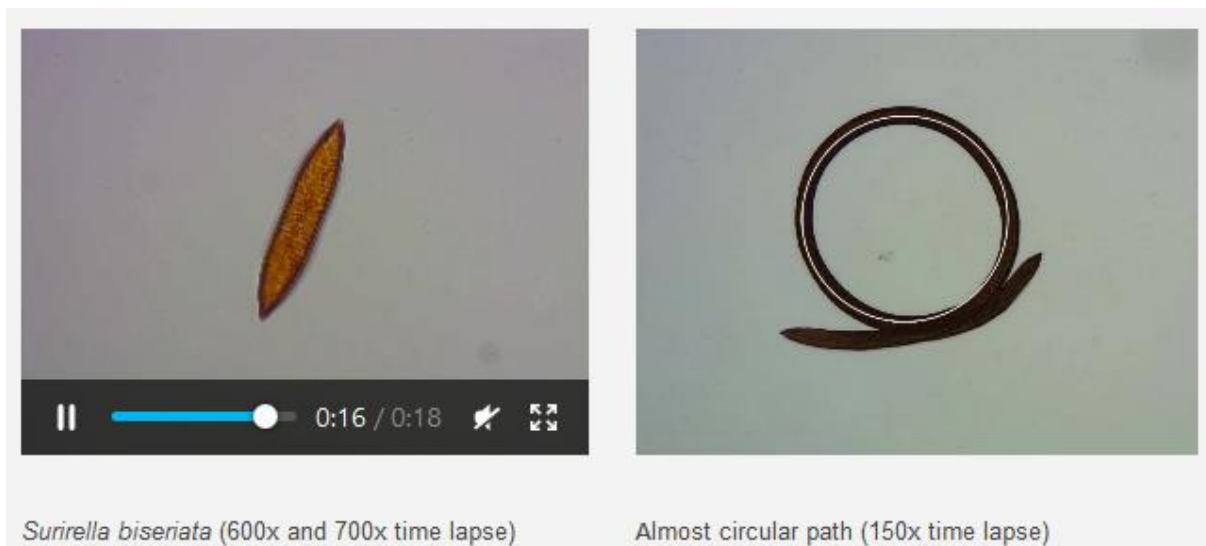 0:16 / 0:18
Surirella biseriata (600x and 700x time lapse)
Almost circular path (150x time lapse)